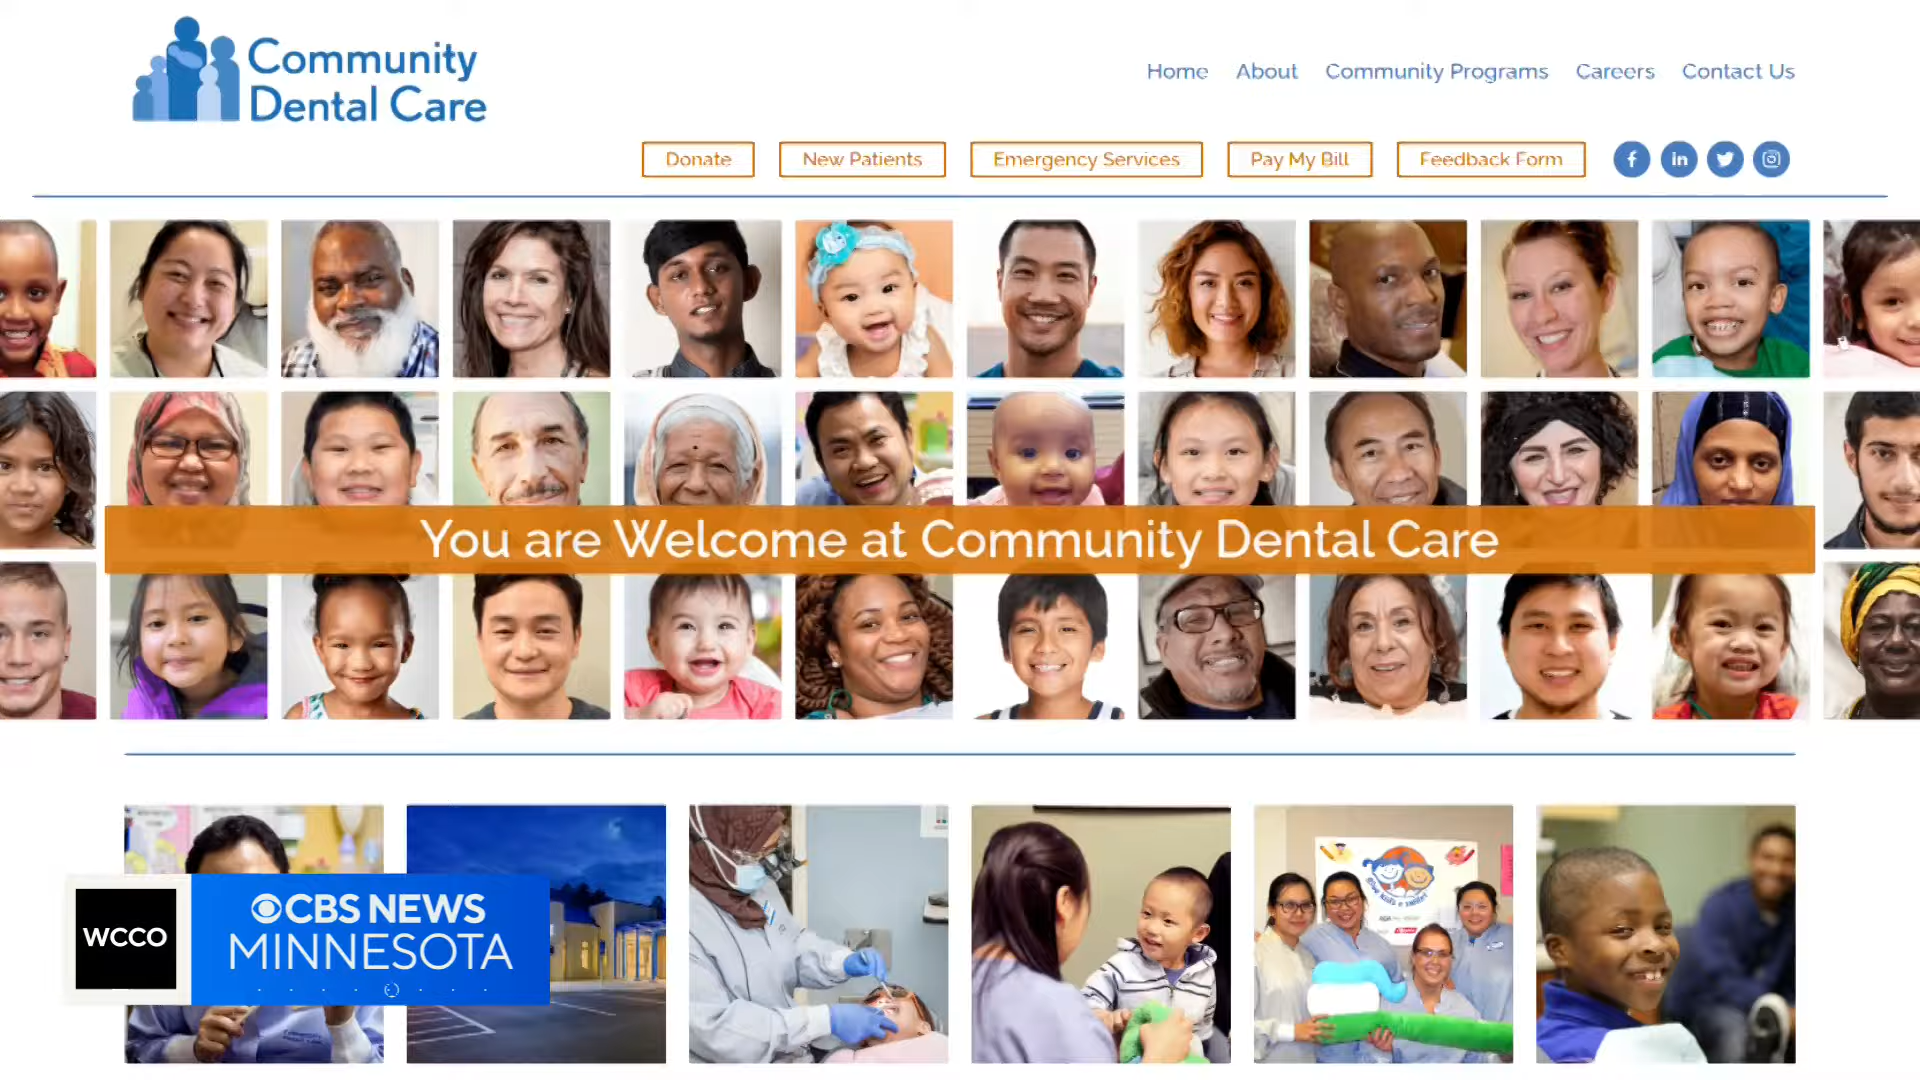 Community
Dental Care
Home About Community Programs Careers Contact Us
Donate New Patients Emergency Services Pay My Bill Feedback Form
You are Welcome at Community Dental Care
WCCO
CBS NEWS
MINNESOTA